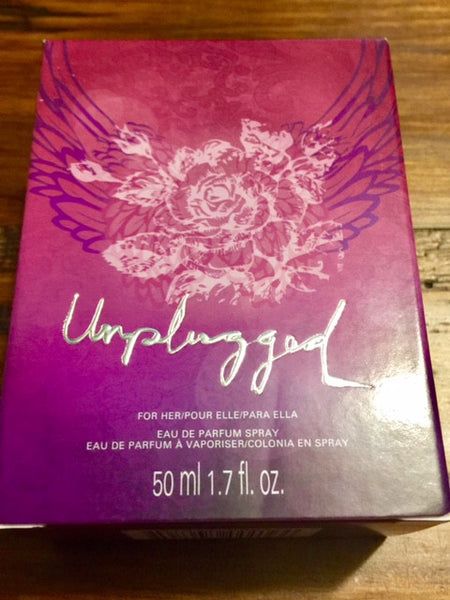 Unplugged
FOR HER/POUR ELLE/PARA ELLA
EAU DE PARFUM SPRAY
EAU DE PARFUM À VAPORISER/COLONIA EN SPRAY
50 ml 1.7 fl. oz.